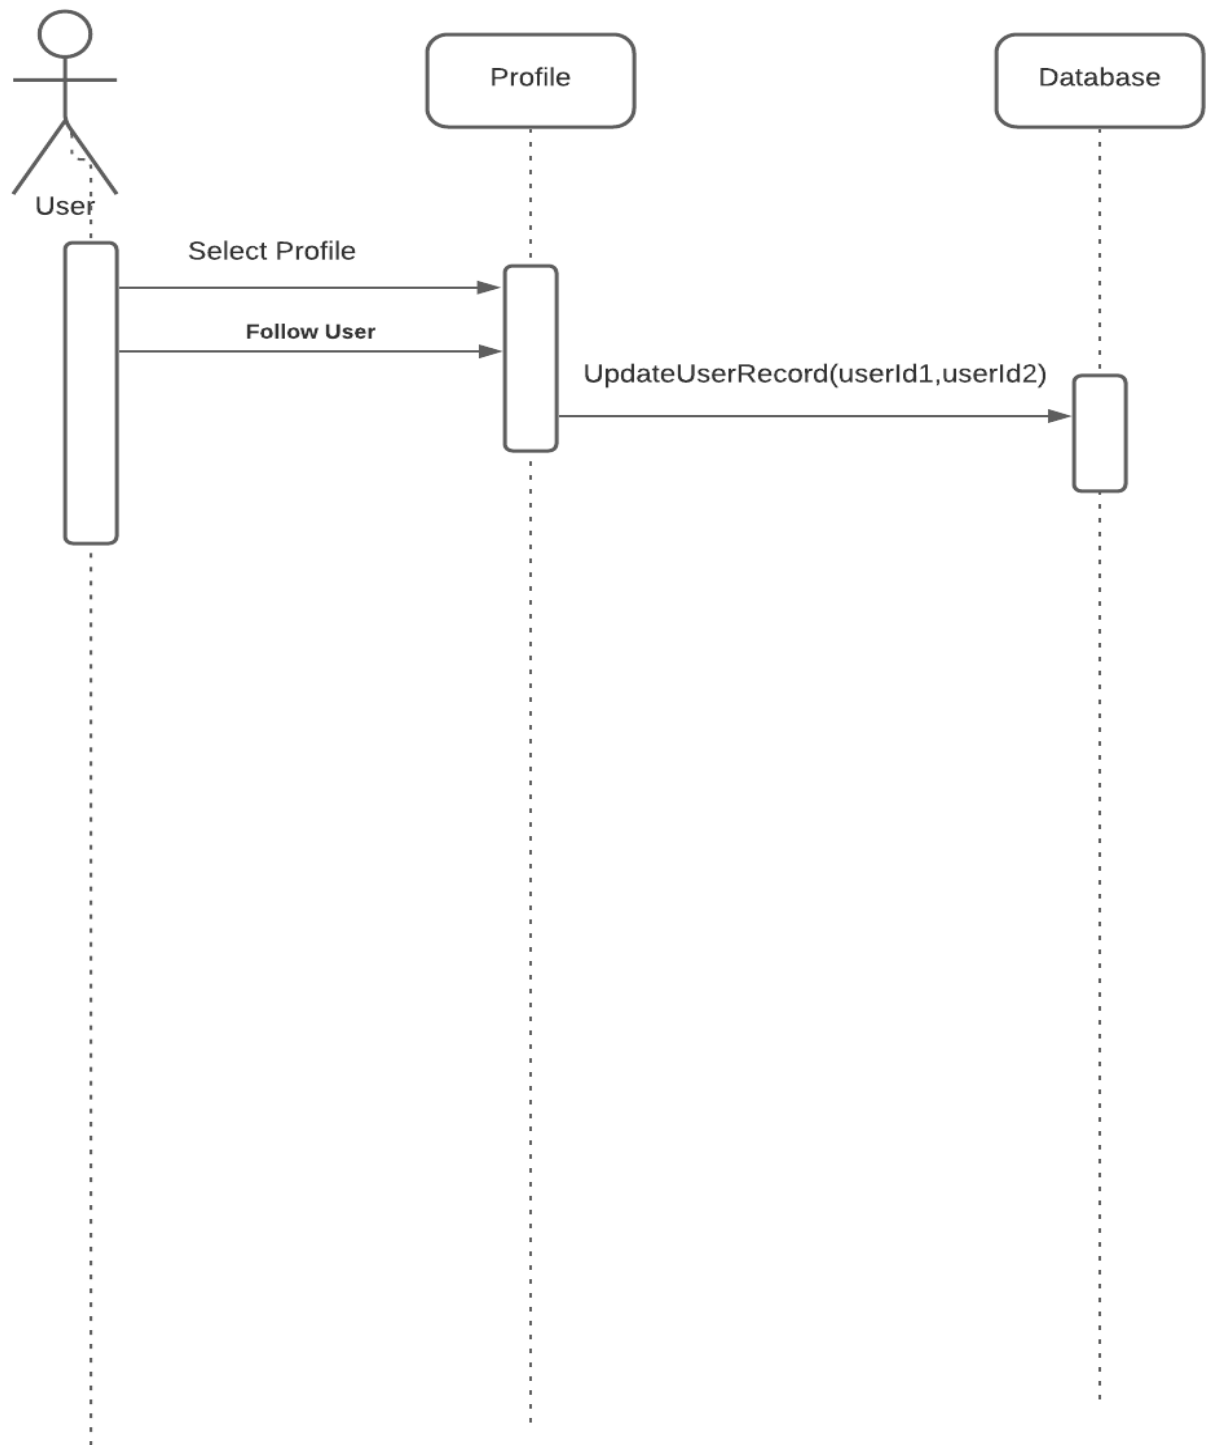 Profile
Database
User
Select Profile
Follow User
UpdateUserRecord(userId1,userId2)